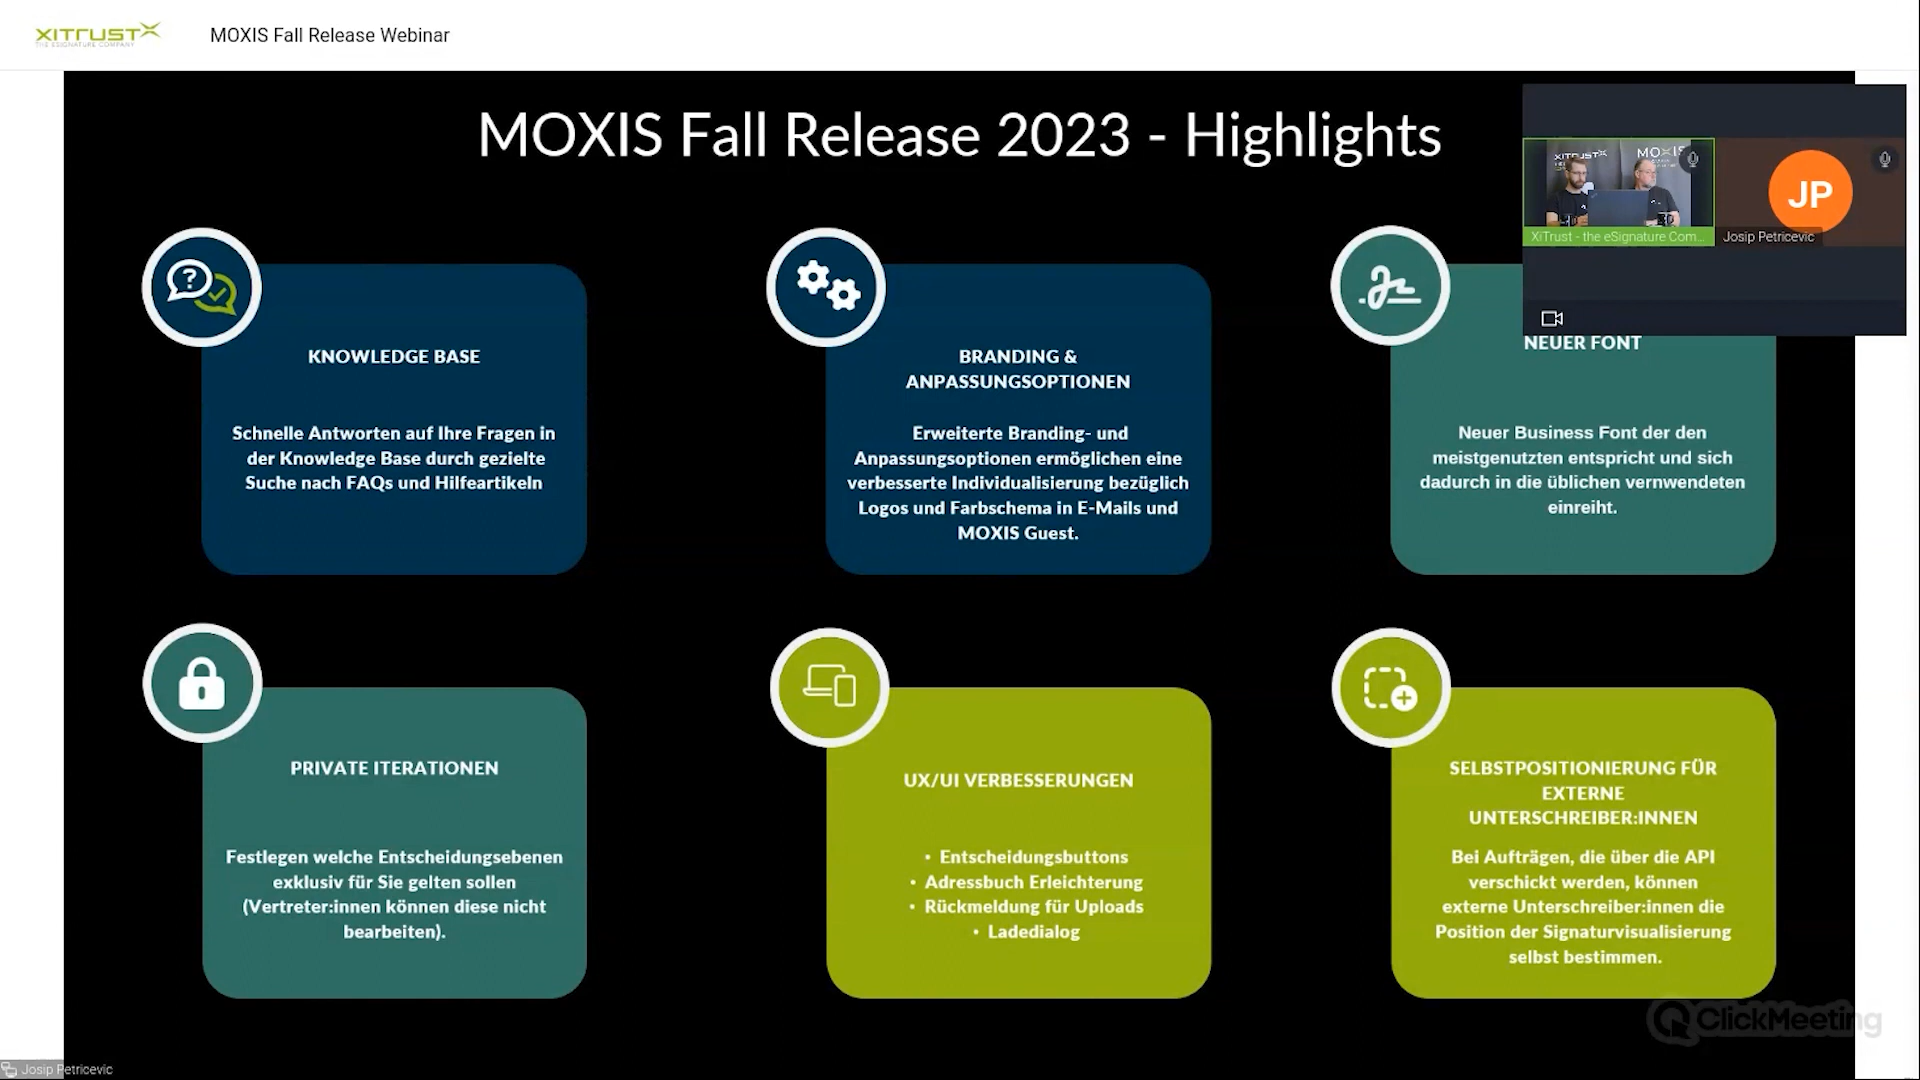 XITRUST
THE ESIGNATURE COMPANY
MOXIS Fall Release Webinar
MOXIS Fall Release 2023 - Highlights
XITRUST
MOXIS
JP
XiTrust - the eSignature Com...
Josip Petricevic
KNOWLEDGE BASE
Schnelle Antworten auf Ihre Fragen in
der Knowledge Base durch gezielte
Suche nach FAQs und Hilfeartikeln
BRANDING &
ANPASSUNGSOPTIONEN
Erweiterte Branding- und
Anpassungsoptionen ermöglichen eine
verbesserte Individualisierung bezüglich
Logos und Farbschema in E-Mails und
MOXIS Guest.
NEUER FONT
Neuer Business Font der den
meistgenutzten entspricht und sich
dadurch in die üblichen vernwendeten
einreiht.
PRIVATE ITERATIONEN
Festlegen welche Entscheidungsebenen
exklusiv für Sie gelten sollen
(Vertreter:innen können diese nicht
bearbeiten).
UX/UI VERBESSERUNGEN
• Entscheidungsbuttons
• Adressbuch Erleichterung
• Rückmeldung für Uploads
• Ladedialog
SELBSTPOSITIONIERUNG FÜR
EXTERNE
UNTERSCHREIBER:INNEN
Bei Aufträgen, die über die API
verschickt werden, können
externe Unterschreiber:innen die
Position der Signaturvisualisierung
selbst bestimmen.
ClickMeeting
Josip Petricevic